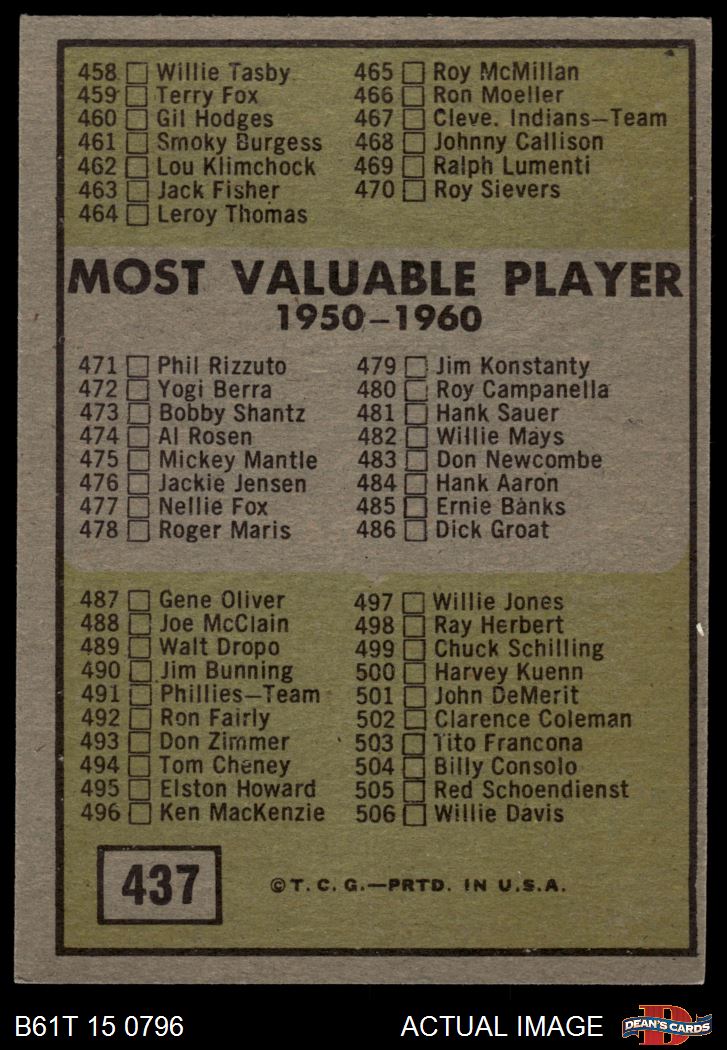 458 Willie Tasby
459 Terry Fox
460 Gil Hodges
461 Smoky Burgess
462 Lou Klimchock
463 Jack Fisher
464 Leroy Thomas
465 Roy McMillan
466 Ron Moeller
467 Cleve. Indians—Team
468 Johnny Callison
469 Ralph Lumenti
470 Roy Sievers
MOST VALUABLE PLAYER
1950–1960
471 Phil Rizzuto
472 Yogi Berra
473 Bobby Shantz
474 Al Rosen
475 Mickey Mantle
476 Jackie Jensen
477 Nellie Fox
478 Roger Maris
479 Jim Konstanty
480 Roy Campanella
481 Hank Sauer
482 Willie Mays
483 Don Newcombe
484 Hank Aaron
485 Ernie Banks
486 Dick Groat
487 Gene Oliver
488 Joe McClain
489 Walt Dropo
490 Jim Bunning
491 Phillies—Team
492 Ron Fairly
493 Don Zimmer
494 Tom Cheney
495 Elston Howard
496 Ken MacKenzie
497 Willie Jones
498 Ray Herbert
499 Chuck Schilling
500 Harvey Kuenn
501 John DeMerit
502 Clarence Coleman
503 Tito Francona
504 Billy Consolo
505 Red Schoendienst
506 Willie Davis
437
©T. C. G.—PRTD. IN U.S.A.
B61T 15 0796
ACTUAL IMAGE
D
DEAN'S CARDS